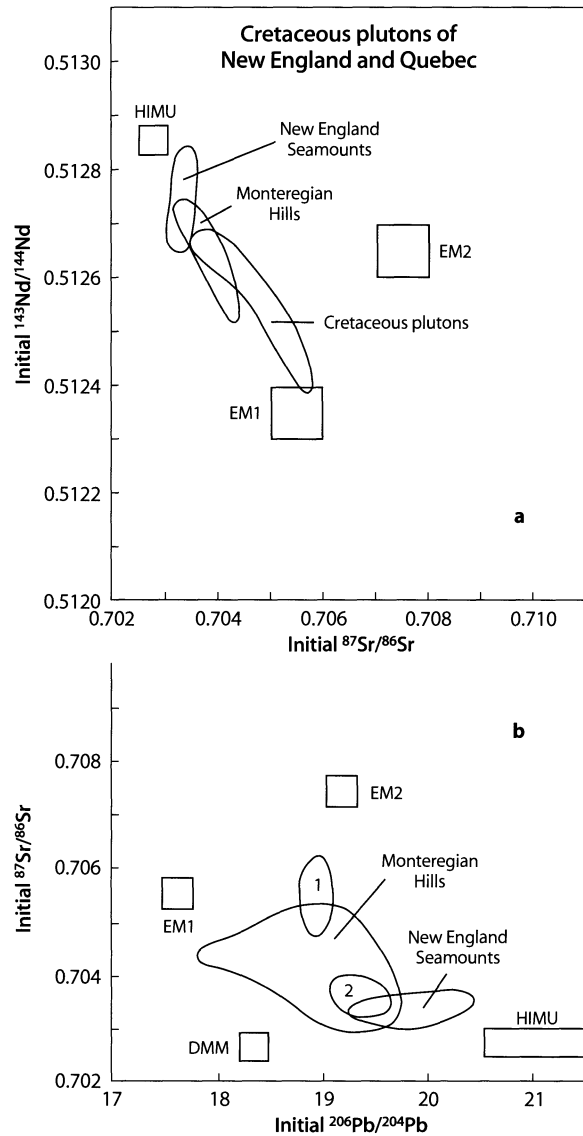 Cretaceous plutons of
New England and Quebec
0.5130
HIMU
New England
Seamounts
0.5128
Monteregian
Hills
Initial ¹⁴³Nd/¹⁴⁴Nd
0.5126
EM2
Cretaceous plutons
0.5124
EM1
0.5122
a
0.5120
0.702
0.704
0.706
0.708
0.710
Initial ⁸⁷Sr/⁸⁶Sr
b
0.708
EM2
Initial ⁸⁷Sr/⁸⁶Sr
Monteregian
Hills
0.706
1
EM1
New England
Seamounts
0.704
2
HIMU
DMM
0.702
17
18
19
20
21
Initial ²⁰⁶Pb/²⁰⁴Pb